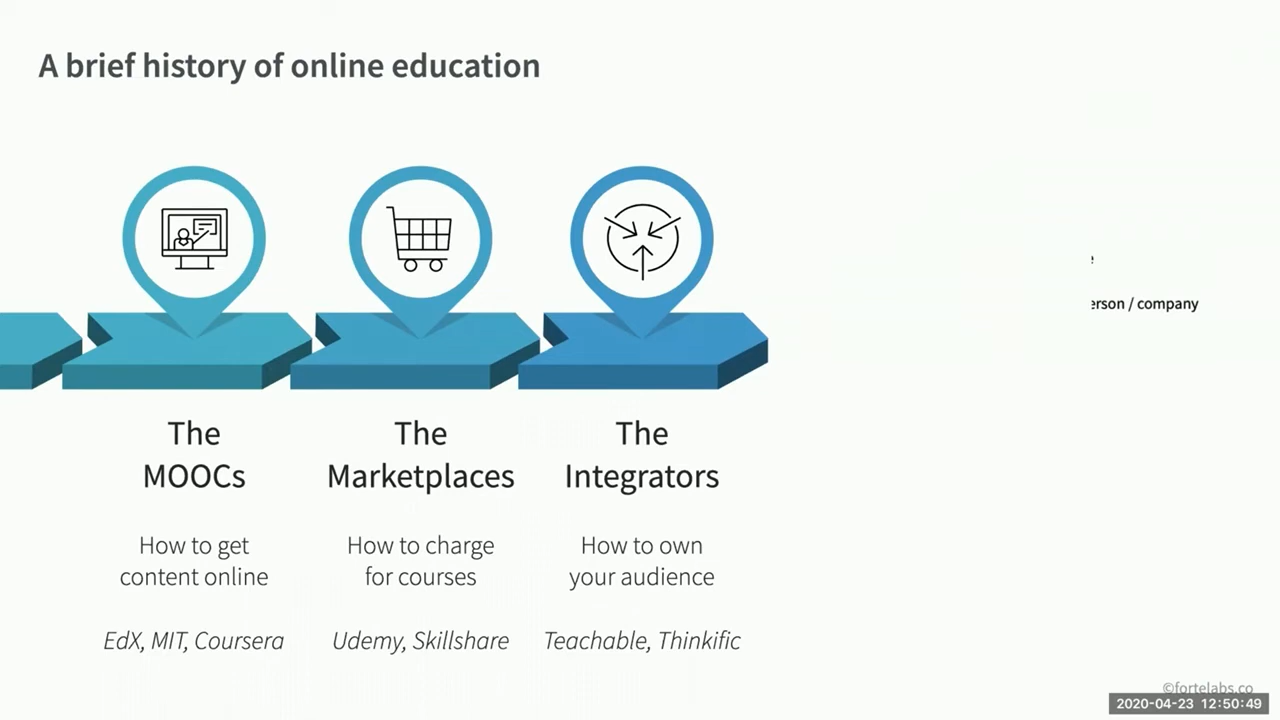 A brief history of online education
erson / company
The
MOOCs
The
Marketplaces
The
Integrators
How to get
content online
How to charge
for courses
How to own
your audience
EdX, MIT, Coursera
Udemy, Skillshare
Teachable, Thinkific
©fortelabs.co
2020-04-23 12:50:49